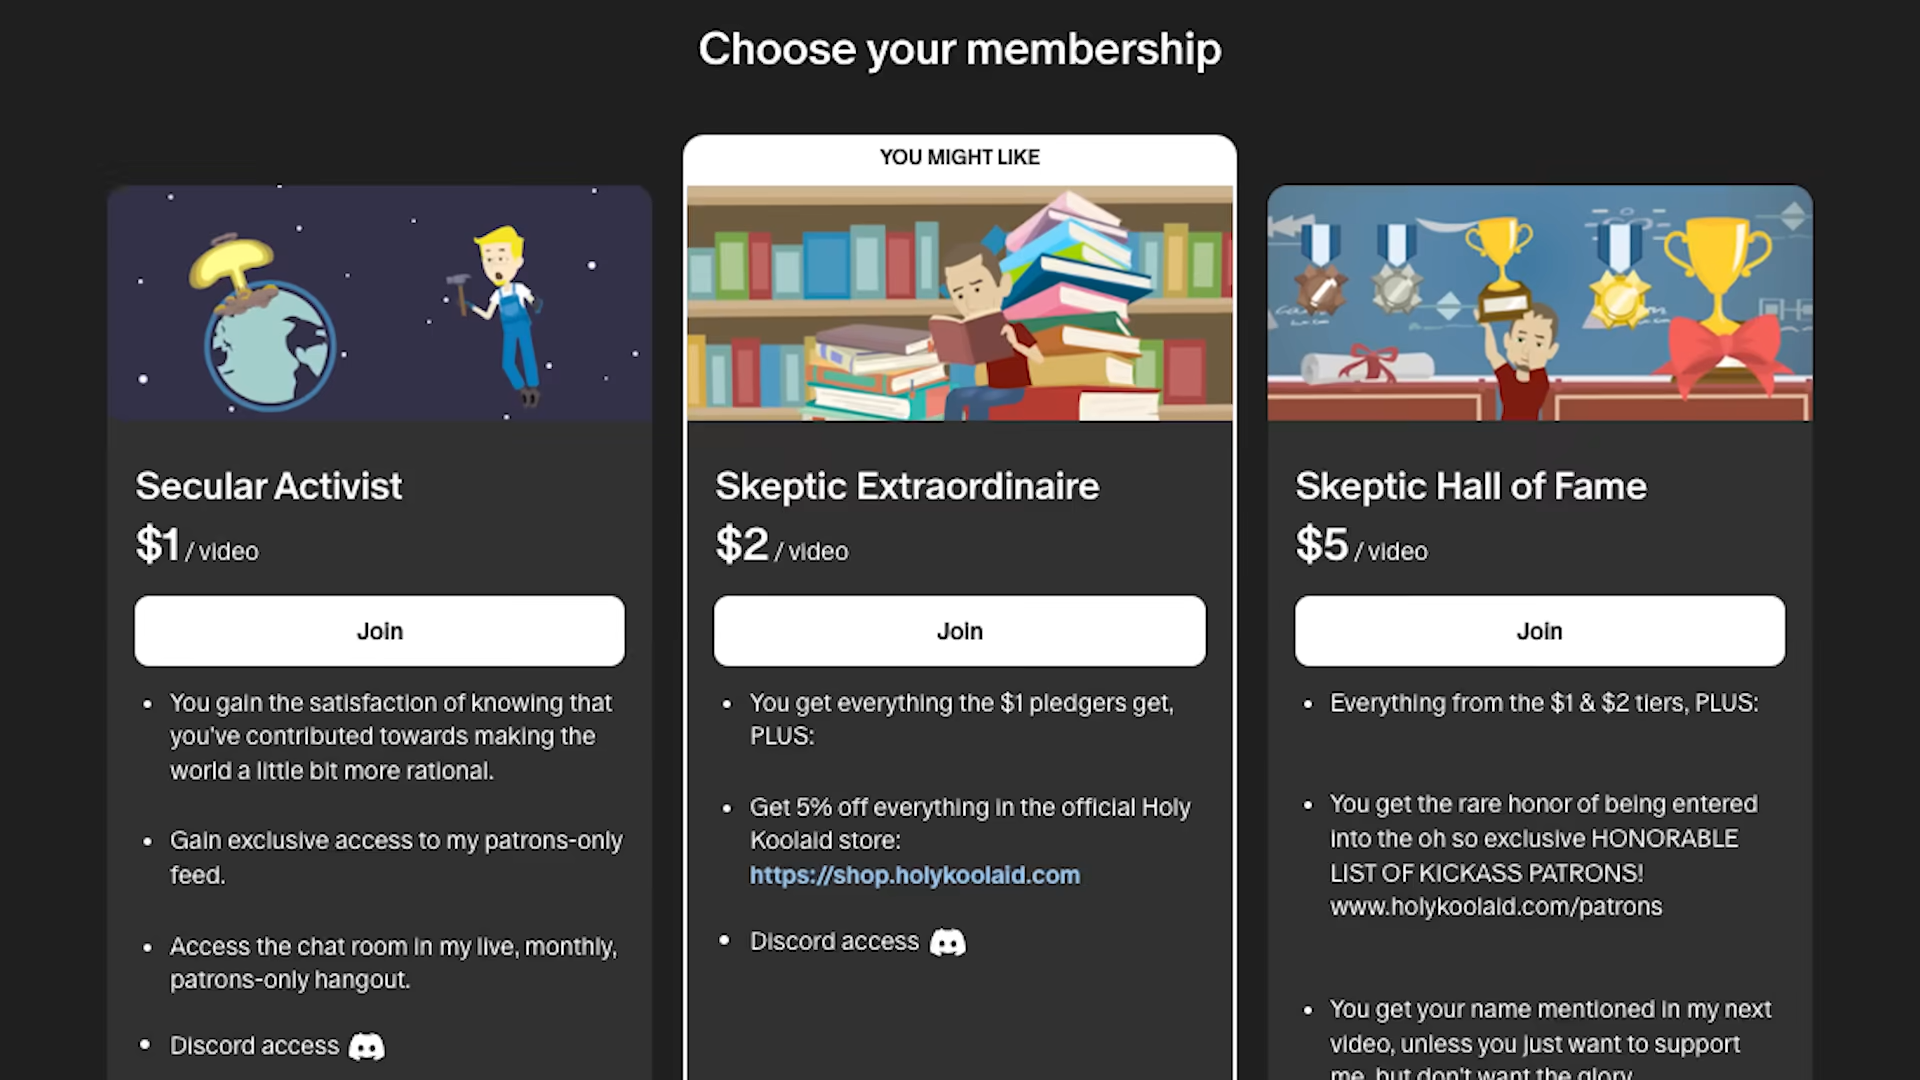 Choose your membership
YOU MIGHT LIKE
Secular Activist
$1 / video
Join
• You gain the satisfaction of knowing that
you've contributed towards making the
world a little bit more rational.
• Gain exclusive access to my patrons-only
feed.
• Access the chat room in my live, monthly,
patrons-only hangout.
• Discord access
Skeptic Extraordinaire
$2 / video
Join
• You get everything the $1 pledgers get,
PLUS:
• Get 5% off everything in the official Holy
Koolaid store:
https://shop.holykoolaid.com
• Discord access
Skeptic Hall of Fame
$5 / video
Join
• Everything from the $1 & $2 tiers, PLUS:
• You get the rare honor of being entered
into the oh so exclusive HONORABLE
LIST OF KICKASS PATRONS!
www.holykoolaid.com/patrons
• You get your name mentioned in my next
video, unless you just want to support
me, but don't want the glory